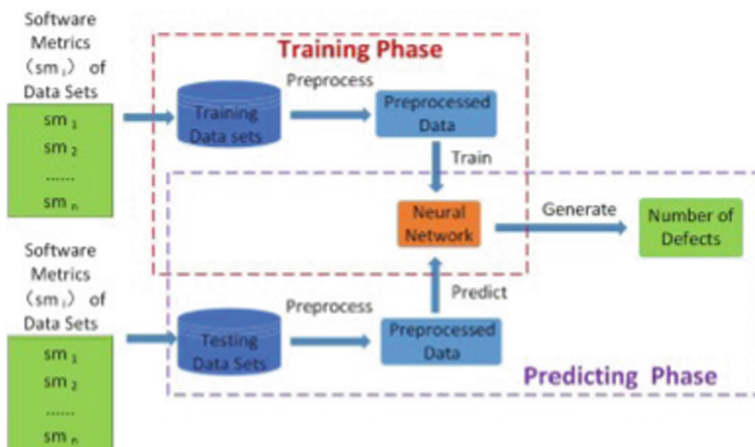 Software
Metrics
（sm i） of
Data Sets
sm 1
sm 2
......
sm n
Training Phase
Training
Data sets
Preprocess
Preprocessed
Data
Train
Neural
Network
Generate
Number of
Defects
Software
Metrics
（sm i） of
Data Sets
sm 1
sm 2
......
sm n
Testing
Data Sets
Preprocess
Preprocessed
Data
Predict
Predicting Phase